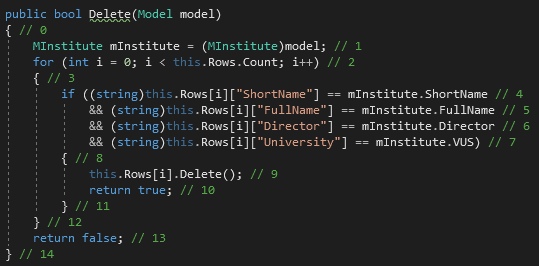 public bool Delete(Model model)
{ // 0
MInstitute mInstitute = (MInstitute)model; // 1
for (int i = 0; i < this.Rows.Count; i++) // 2
{ // 3
if ((string)this.Rows[i]["ShortName"] == mInstitute.ShortName // 4
&& (string)this.Rows[i]["FullName"] == mInstitute.FullName // 5
&& (string)this.Rows[i]["Director"] == mInstitute.Director // 6
&& (string)this.Rows[i]["University"] == mInstitute.VUS) // 7
{ // 8
this.Rows[i].Delete(); // 9
return true; // 10
} // 11
} // 12
return false; // 13
} // 14